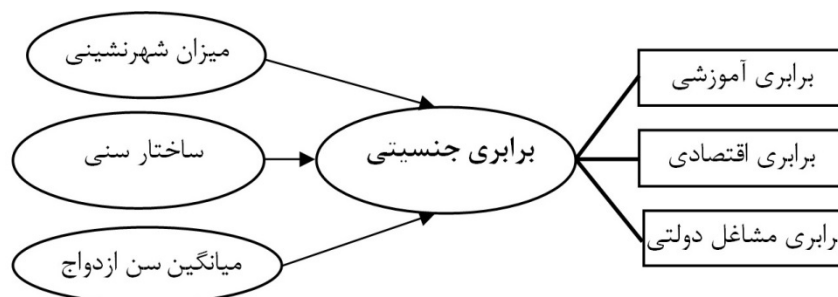 میزان شهرنشینی
ساختار سنی
میانگین سن ازدواج
برابری جنسیتی
برابری آموزشی
برابری اقتصادی
برابری مشاغل دولتی